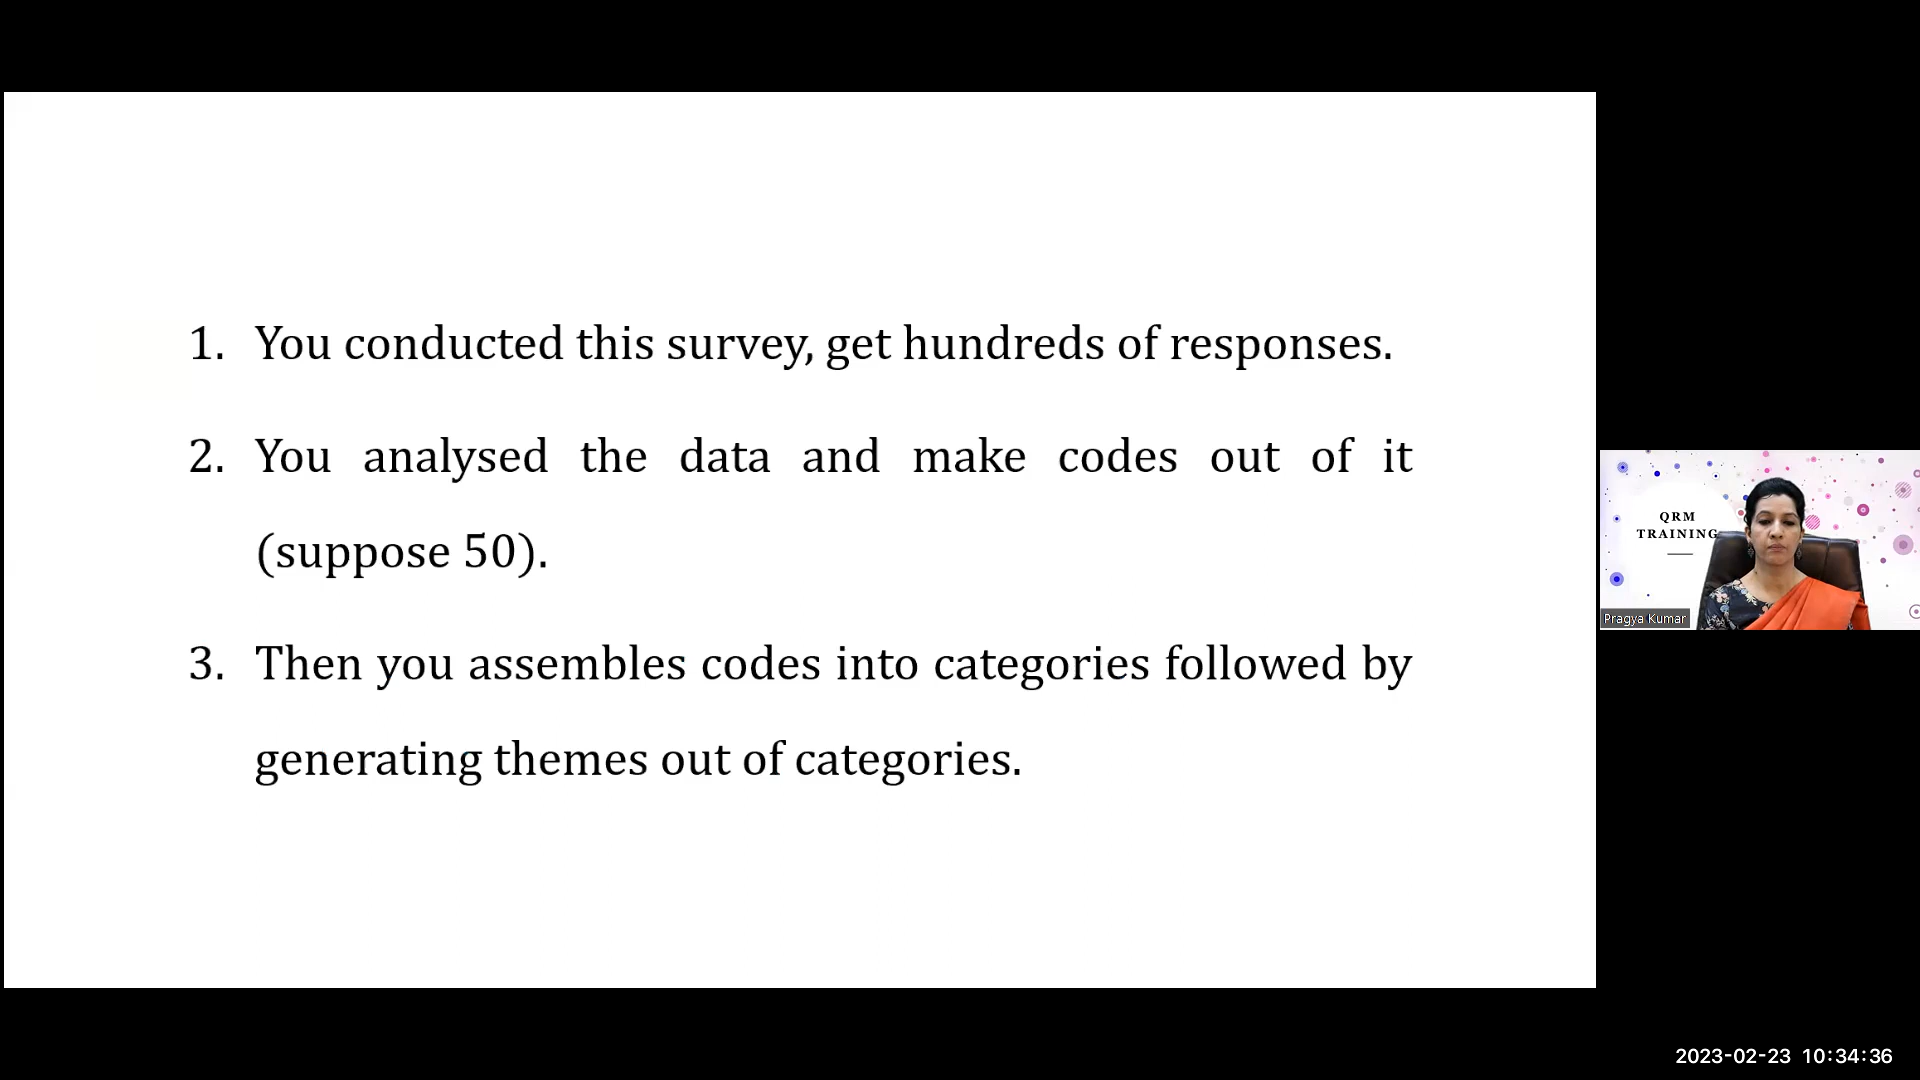 1. You conducted this survey, get hundreds of responses.
2. You analysed the data and make codes out of it
(suppose 50).
3. Then you assembles codes into categories followed by
generating themes out of categories.
QRM
TRAINING
Pragya Kumar
2023-02-23 10:34:36